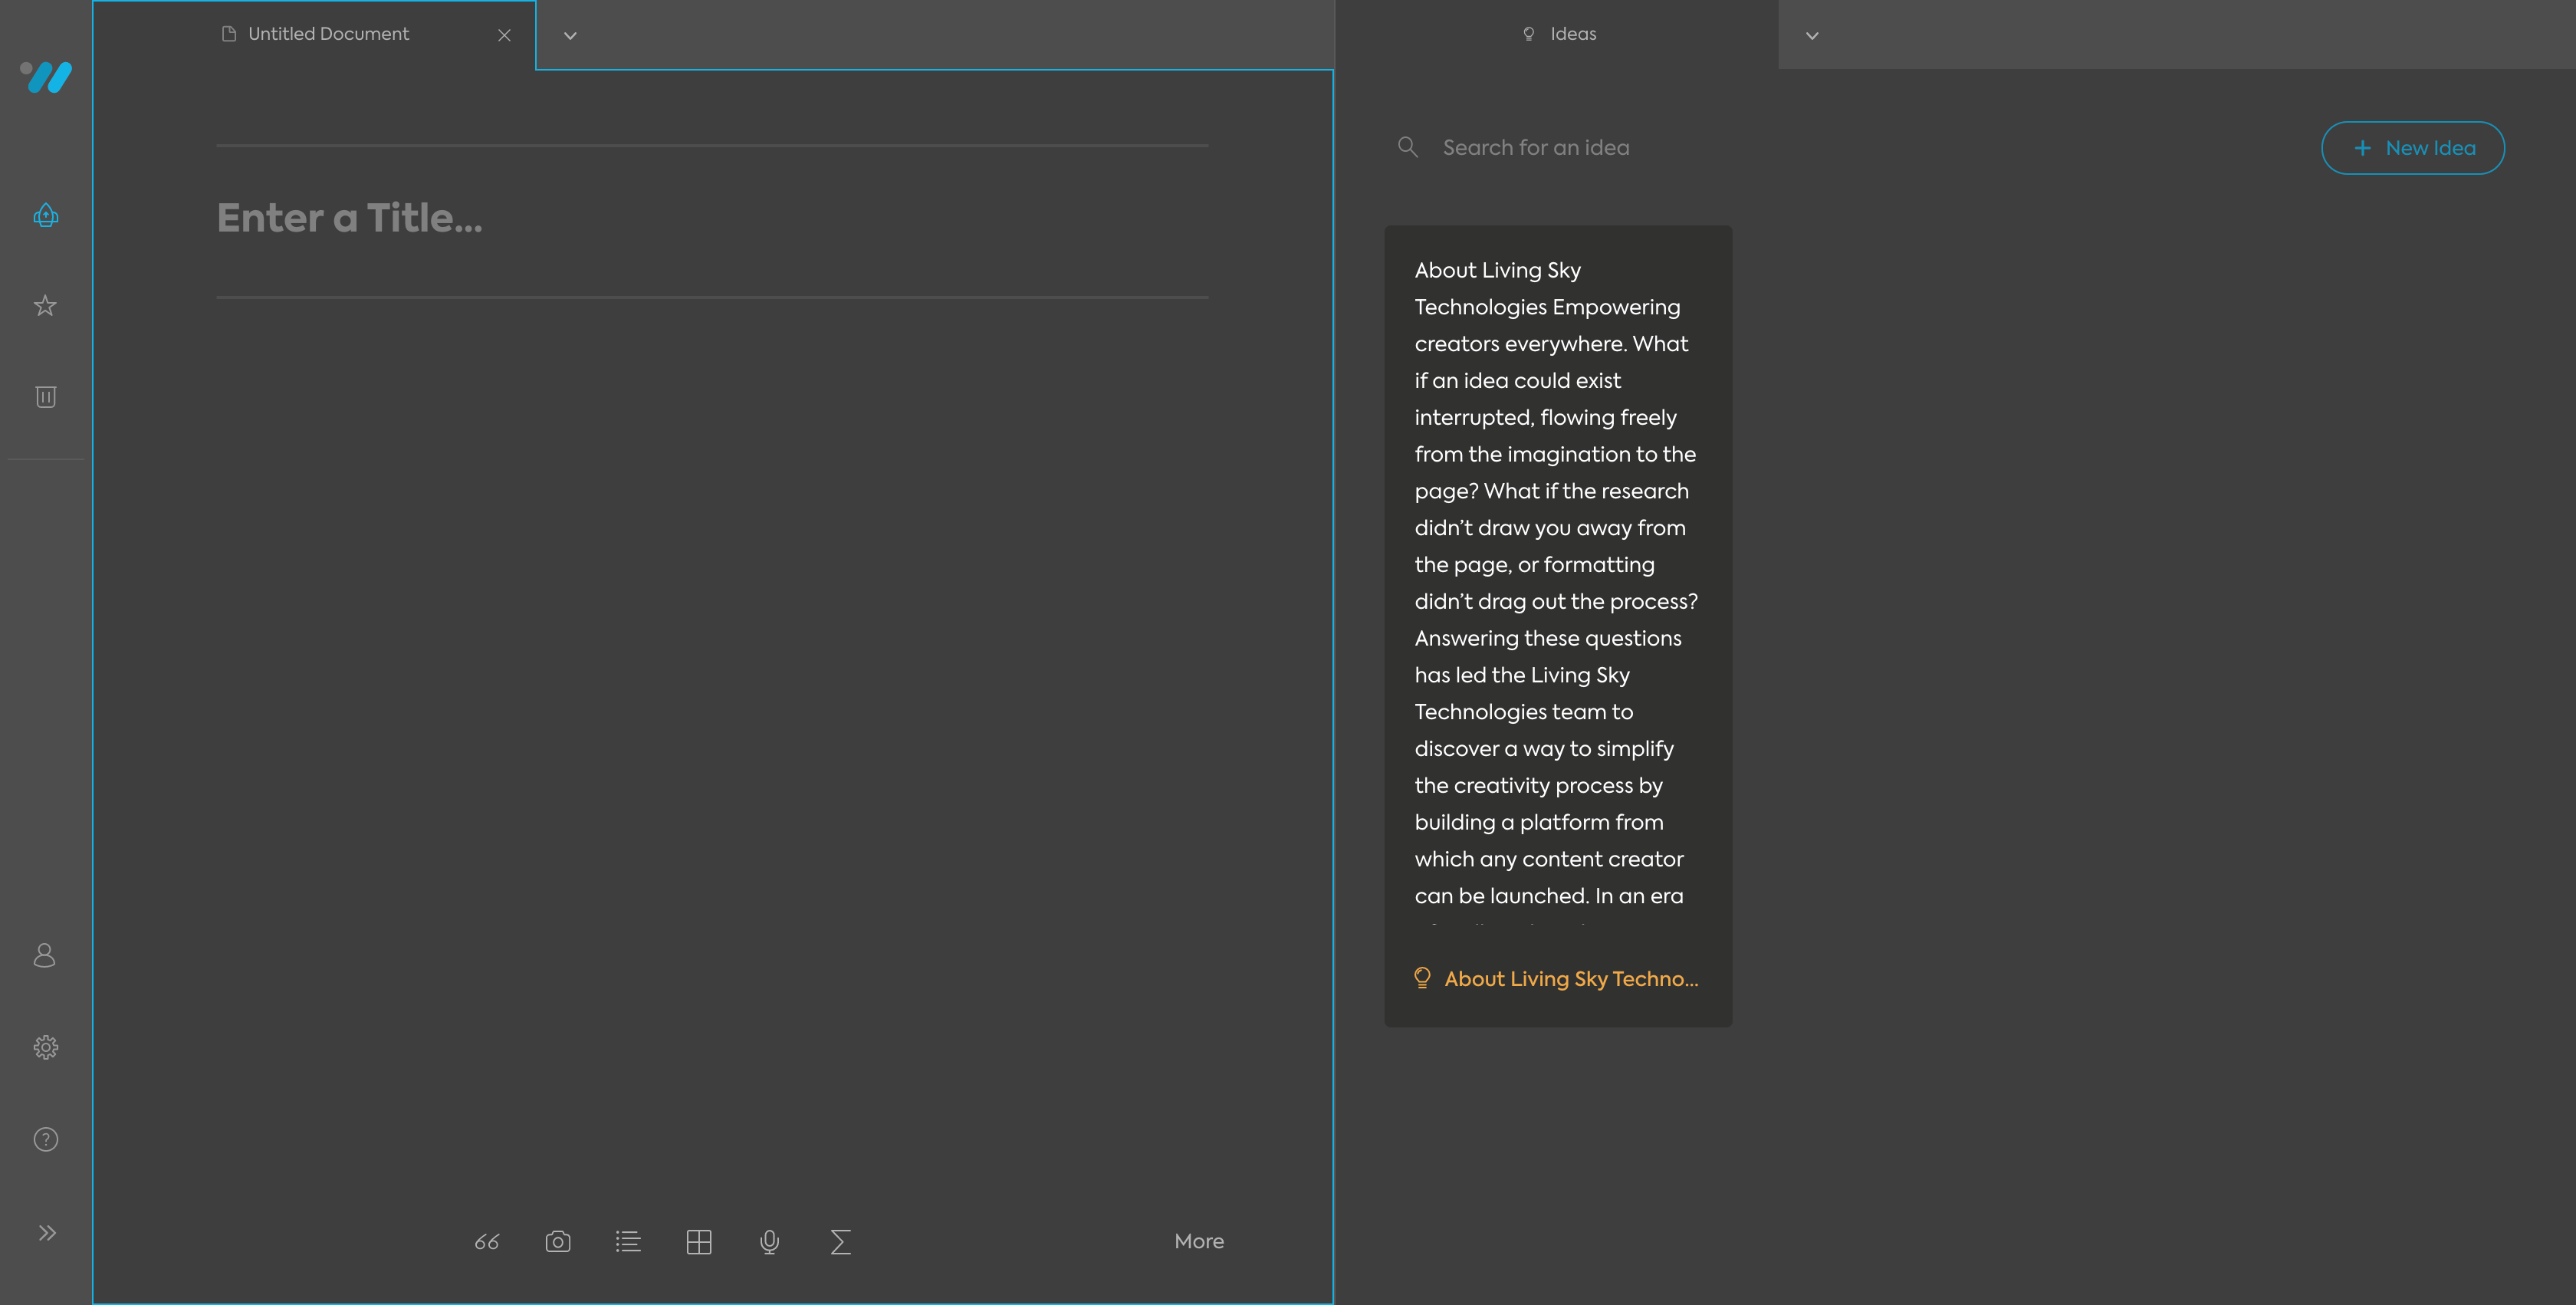 Untitled Document
Ideas
Search for an idea
New Idea
Enter a Title...
About Living Sky
Technologies Empowering
creators everywhere. What
if an idea could exist
interrupted, flowing freely
from the imagination to the
page? What if the research
didn’t draw you away from
the page, or formatting
didn’t drag out the process?
Answering these questions
has led the Living Sky
Technologies team to
discover a way to simplify
the creativity process by
building a platform from
which any content creator
can be launched. In an era
About Living Sky Techno...
More